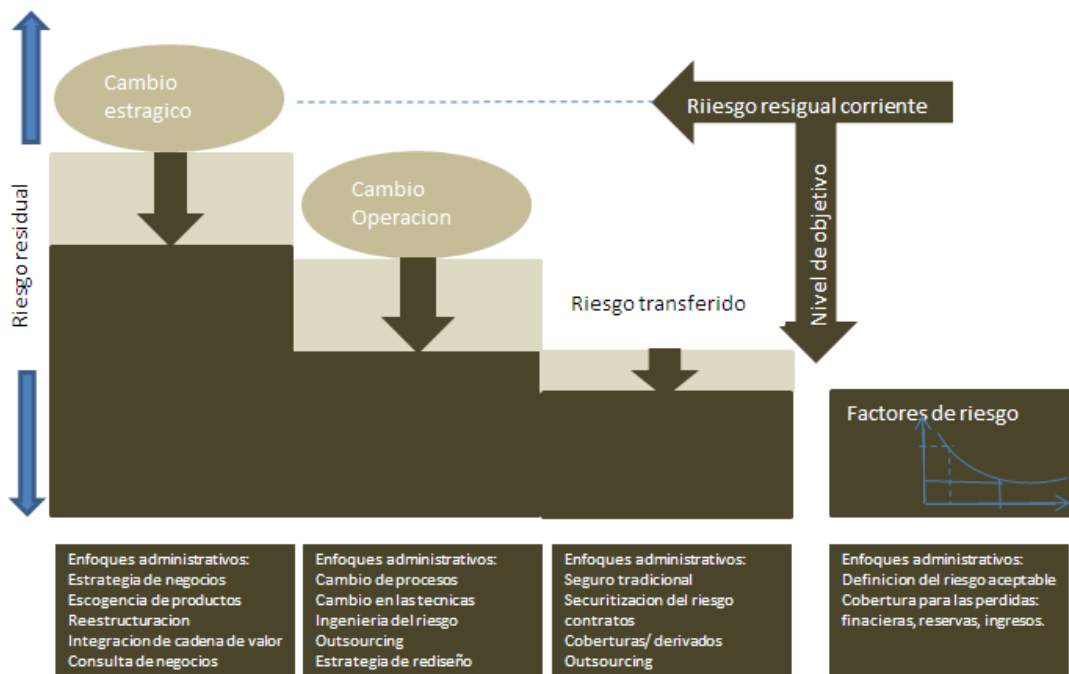 Cambio
estragico
Riiesgo resigual corriente
Cambio
Operacion
Riesgo residual
Nivel de objetivo
Riesgo transferido
Factores de riesgo
Enfoques administrativos:
Estrategia de negocios
Escogencia de productos
Reestructuracion
Integracion de cadena de valor
Consulta de negocios
Enfoques administrativos:
Cambio de procesos
Cambio en las tecnicas
Ingenieria del riesgo
Outsourcing
Estrategia de rediseño
Enfoques administrativos:
Seguro tradicional
Securitizacion del riesgo
contratos
Coberturas/ derivados
Outsourcing
Enfoques administrativos:
Definicion del riesgo aceptable
Cobertura para las perdidas:
finacieras, reservas, ingresos.